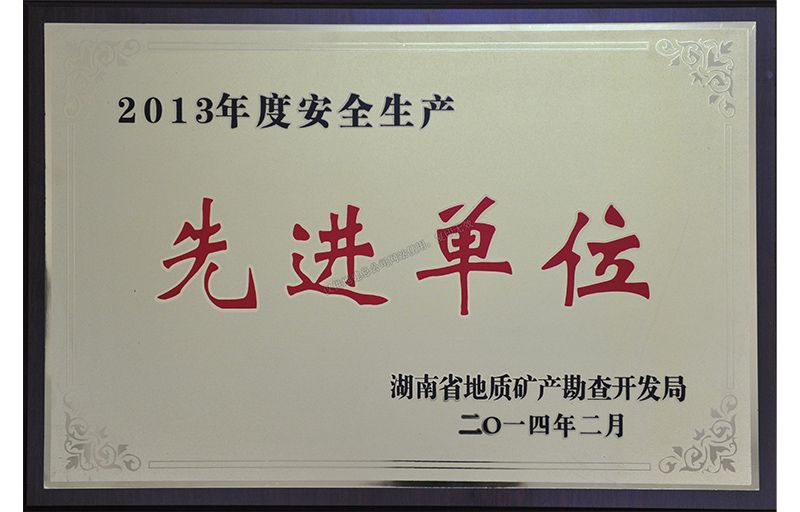 2013年度安全生产
先进单位
湖南省地质矿产勘查开发局
二〇一四年二月